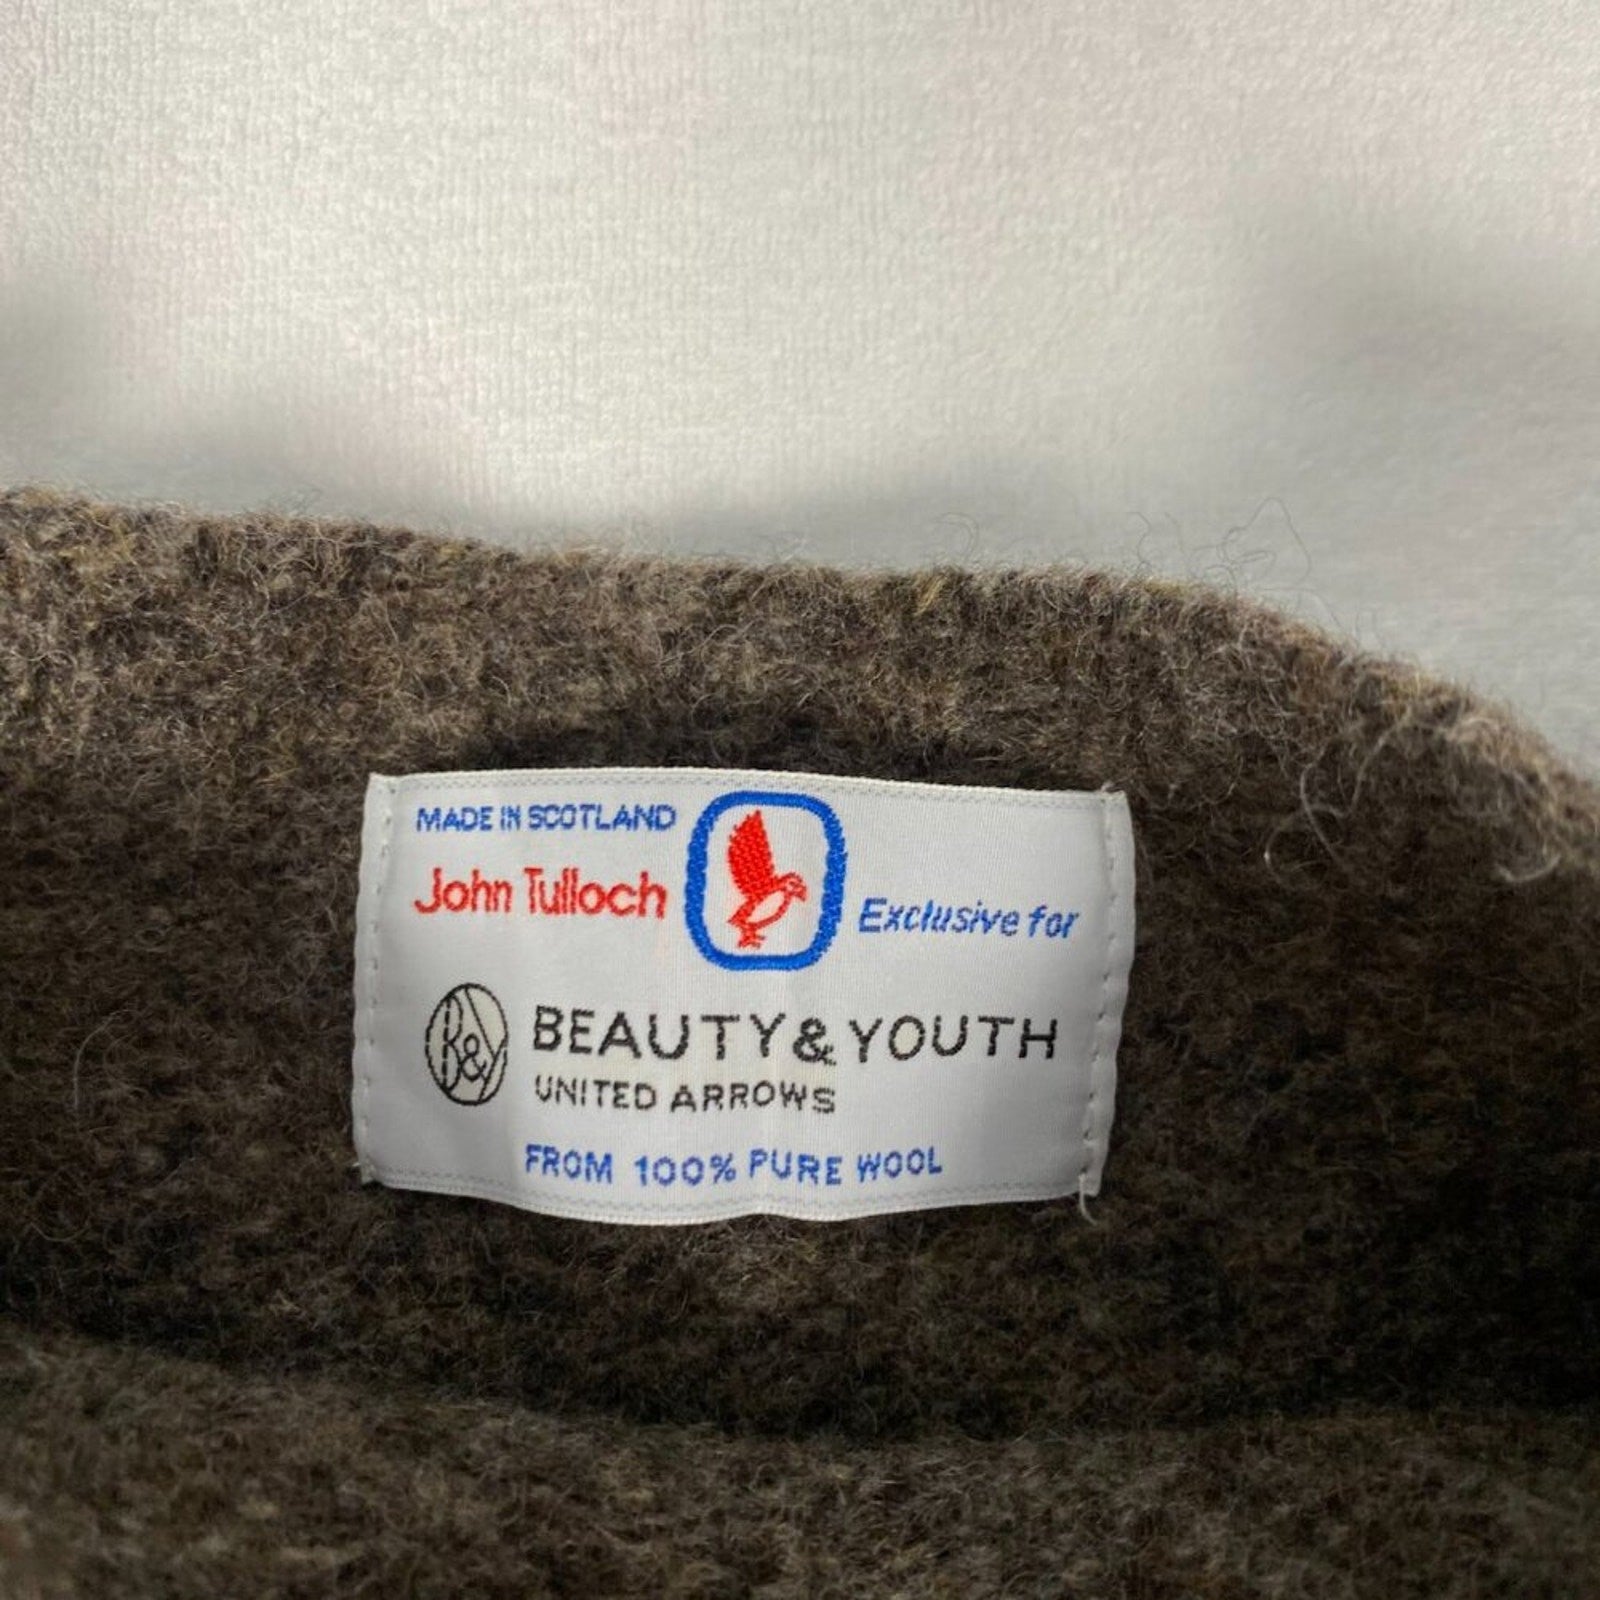 MADE IN SCOTLAND
John Tulloch
Exclusive for
B&Y
BEAUTY & YOUTH
UNITED ARROWS
FROM 100% PURE WOOL